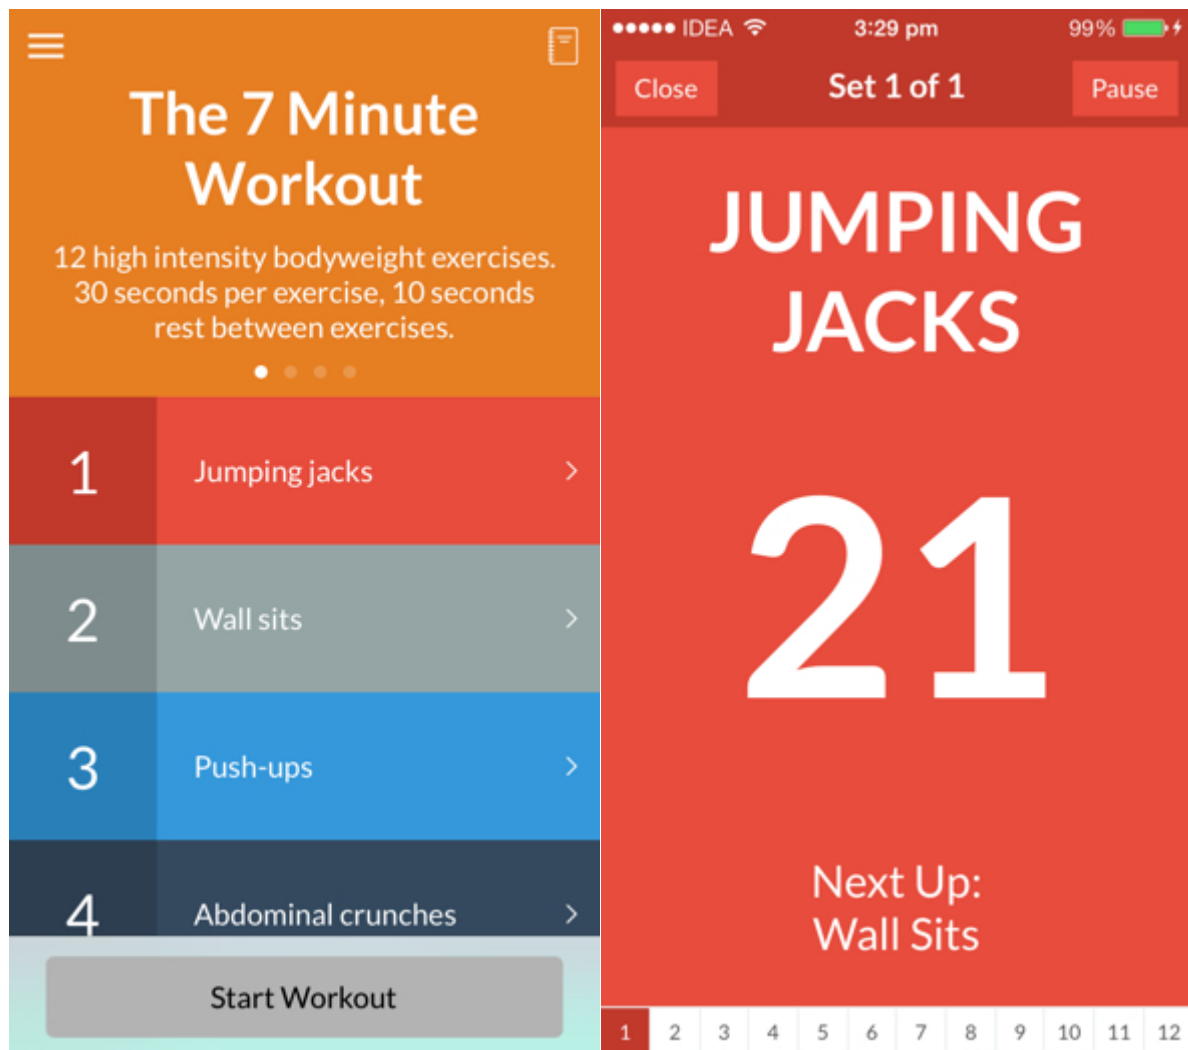 The 7 Minute
Workout
12 high intensity bodyweight exercises.
30 seconds per exercise, 10 seconds
rest between exercises.
1 Jumping jacks
2 Wall sits
3 Push-ups
4 Abdominal crunches
Start Workout
IDEA 3:29 pm 99%
Close Set 1 of 1 Pause
JUMPING
JACKS
21
Next Up:
Wall Sits
1 2 3 4 5 6 7 8 9 10 11 12